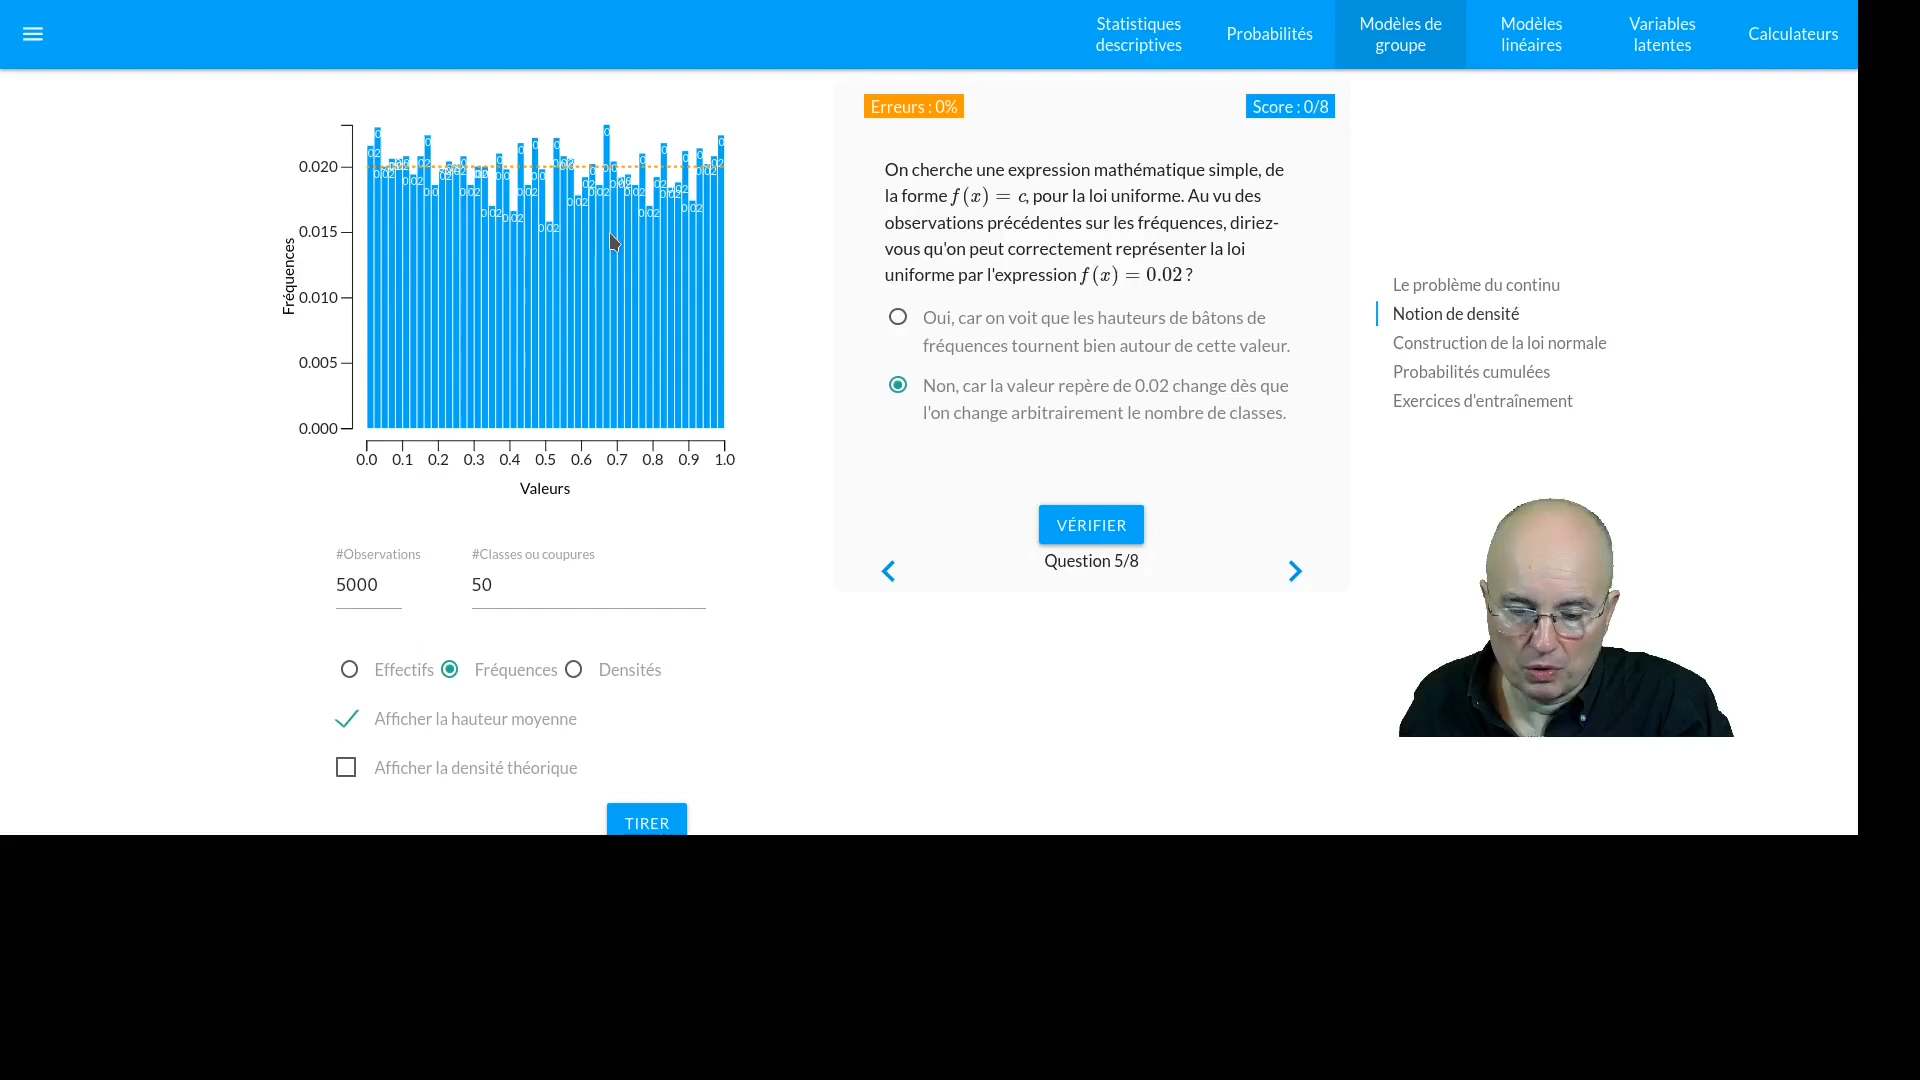 Statistiques descriptives
Probabilités
Modèles de groupe
Modèles linéaires
Variables latentes
Calculateurs
Fréquences
0.020
0.015
0.010
0.005
0.000
0.0 0.1 0.2 0.3 0.4 0.5 0.6 0.7 0.8 0.9 1.0
Valeurs
#Observations #Classes ou coupures
5000 50
Effectifs Fréquences Densités
Afficher la hauteur moyenne
Afficher la densité théorique
TIRER
Erreurs : 0% Score : 0/8
On cherche une expression mathématique simple, de
la forme f(x) = c, pour la loi uniforme. Au vu des
observations précédentes sur les fréquences, diriez-
vous qu'on peut correctement représenter la loi
uniforme par l'expression f(x) = 0.02 ?
Oui, car on voit que les hauteurs de bâtons de
fréquences tournent bien autour de cette valeur.
Non, car la valeur repère de 0.02 change dès que
l'on change arbitrairement le nombre de classes.
VÉRIFIER
Question 5/8
Le problème du continu
Notion de densité
Construction de la loi normale
Probabilités cumulées
Exercices d'entraînement